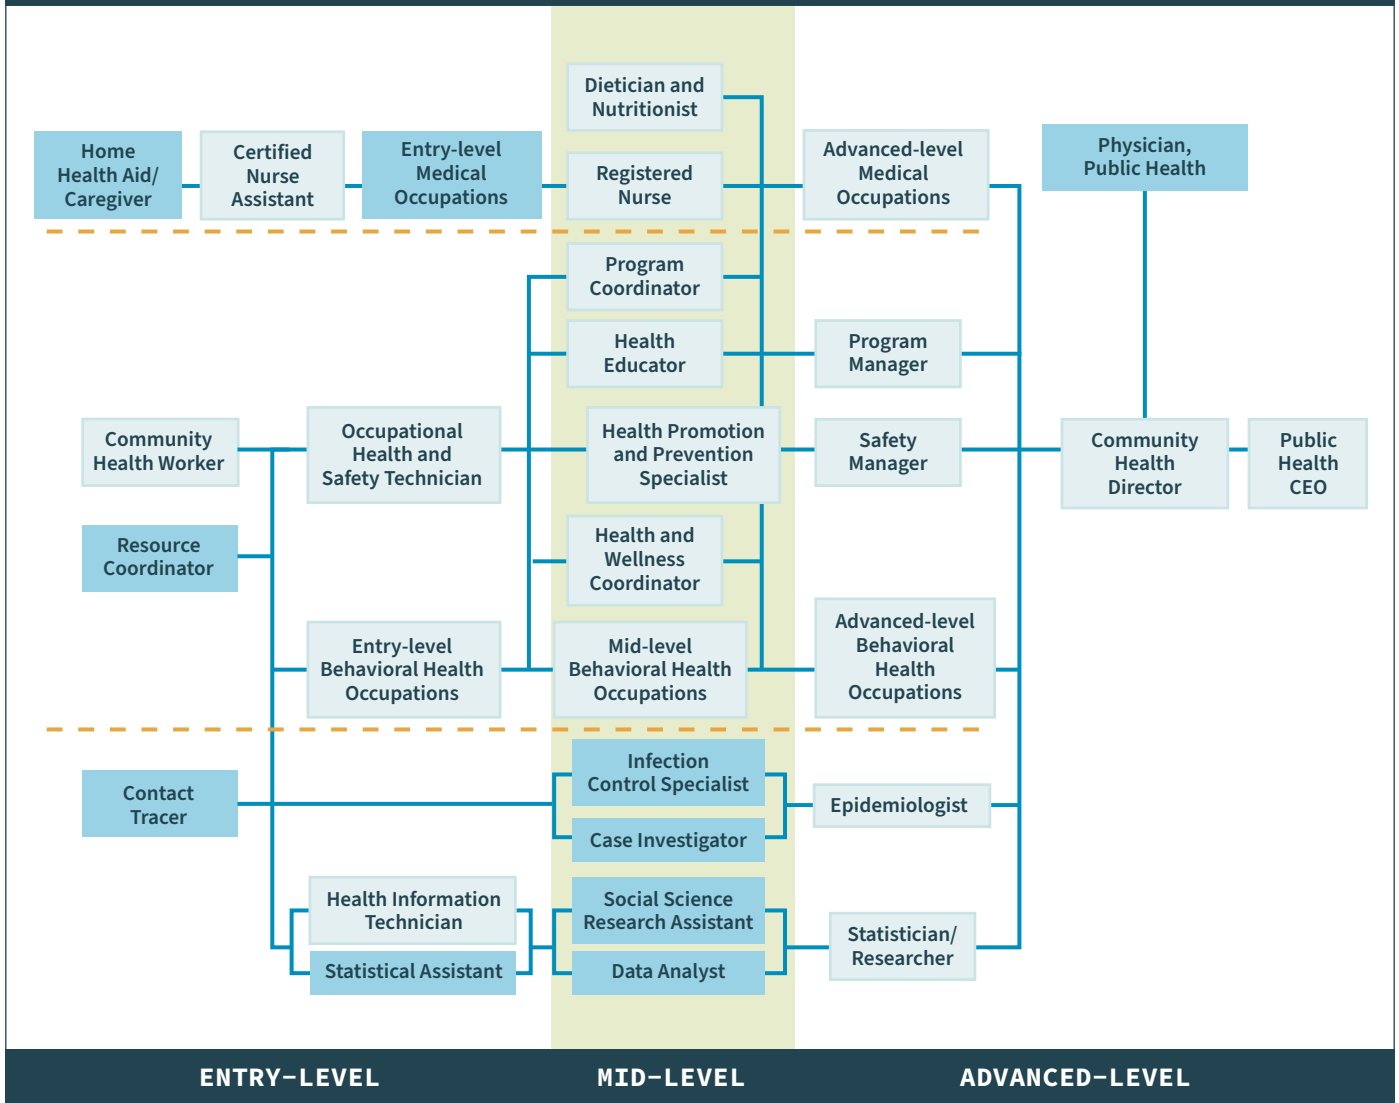 Dietician and
Nutritionist
Home
Health Aid/
Caregiver
Certified
Nurse
Assistant
Entry-level
Medical
Occupations
Registered
Nurse
Advanced-level
Medical
Occupations
Physician,
Public Health
Program
Coordinator
Health
Educator
Program
Manager
Community
Health Worker
Occupational
Health and
Safety Technician
Health Promotion
and Prevention
Specialist
Safety
Manager
Community
Health
Director
Public
Health
CEO
Resource
Coordinator
Health and
Wellness
Coordinator
Entry-level
Behavioral Health
Occupations
Mid-level
Behavioral Health
Occupations
Advanced-level
Behavioral
Health
Occupations
Contact
Tracer
Infection
Control Specialist
Case Investigator
Epidemiologist
Health Information
Technician
Statistical Assistant
Social Science
Research Assistant
Data Analyst
Statistician/
Researcher
ENTRY-LEVEL
MID-LEVEL
ADVANCED-LEVEL